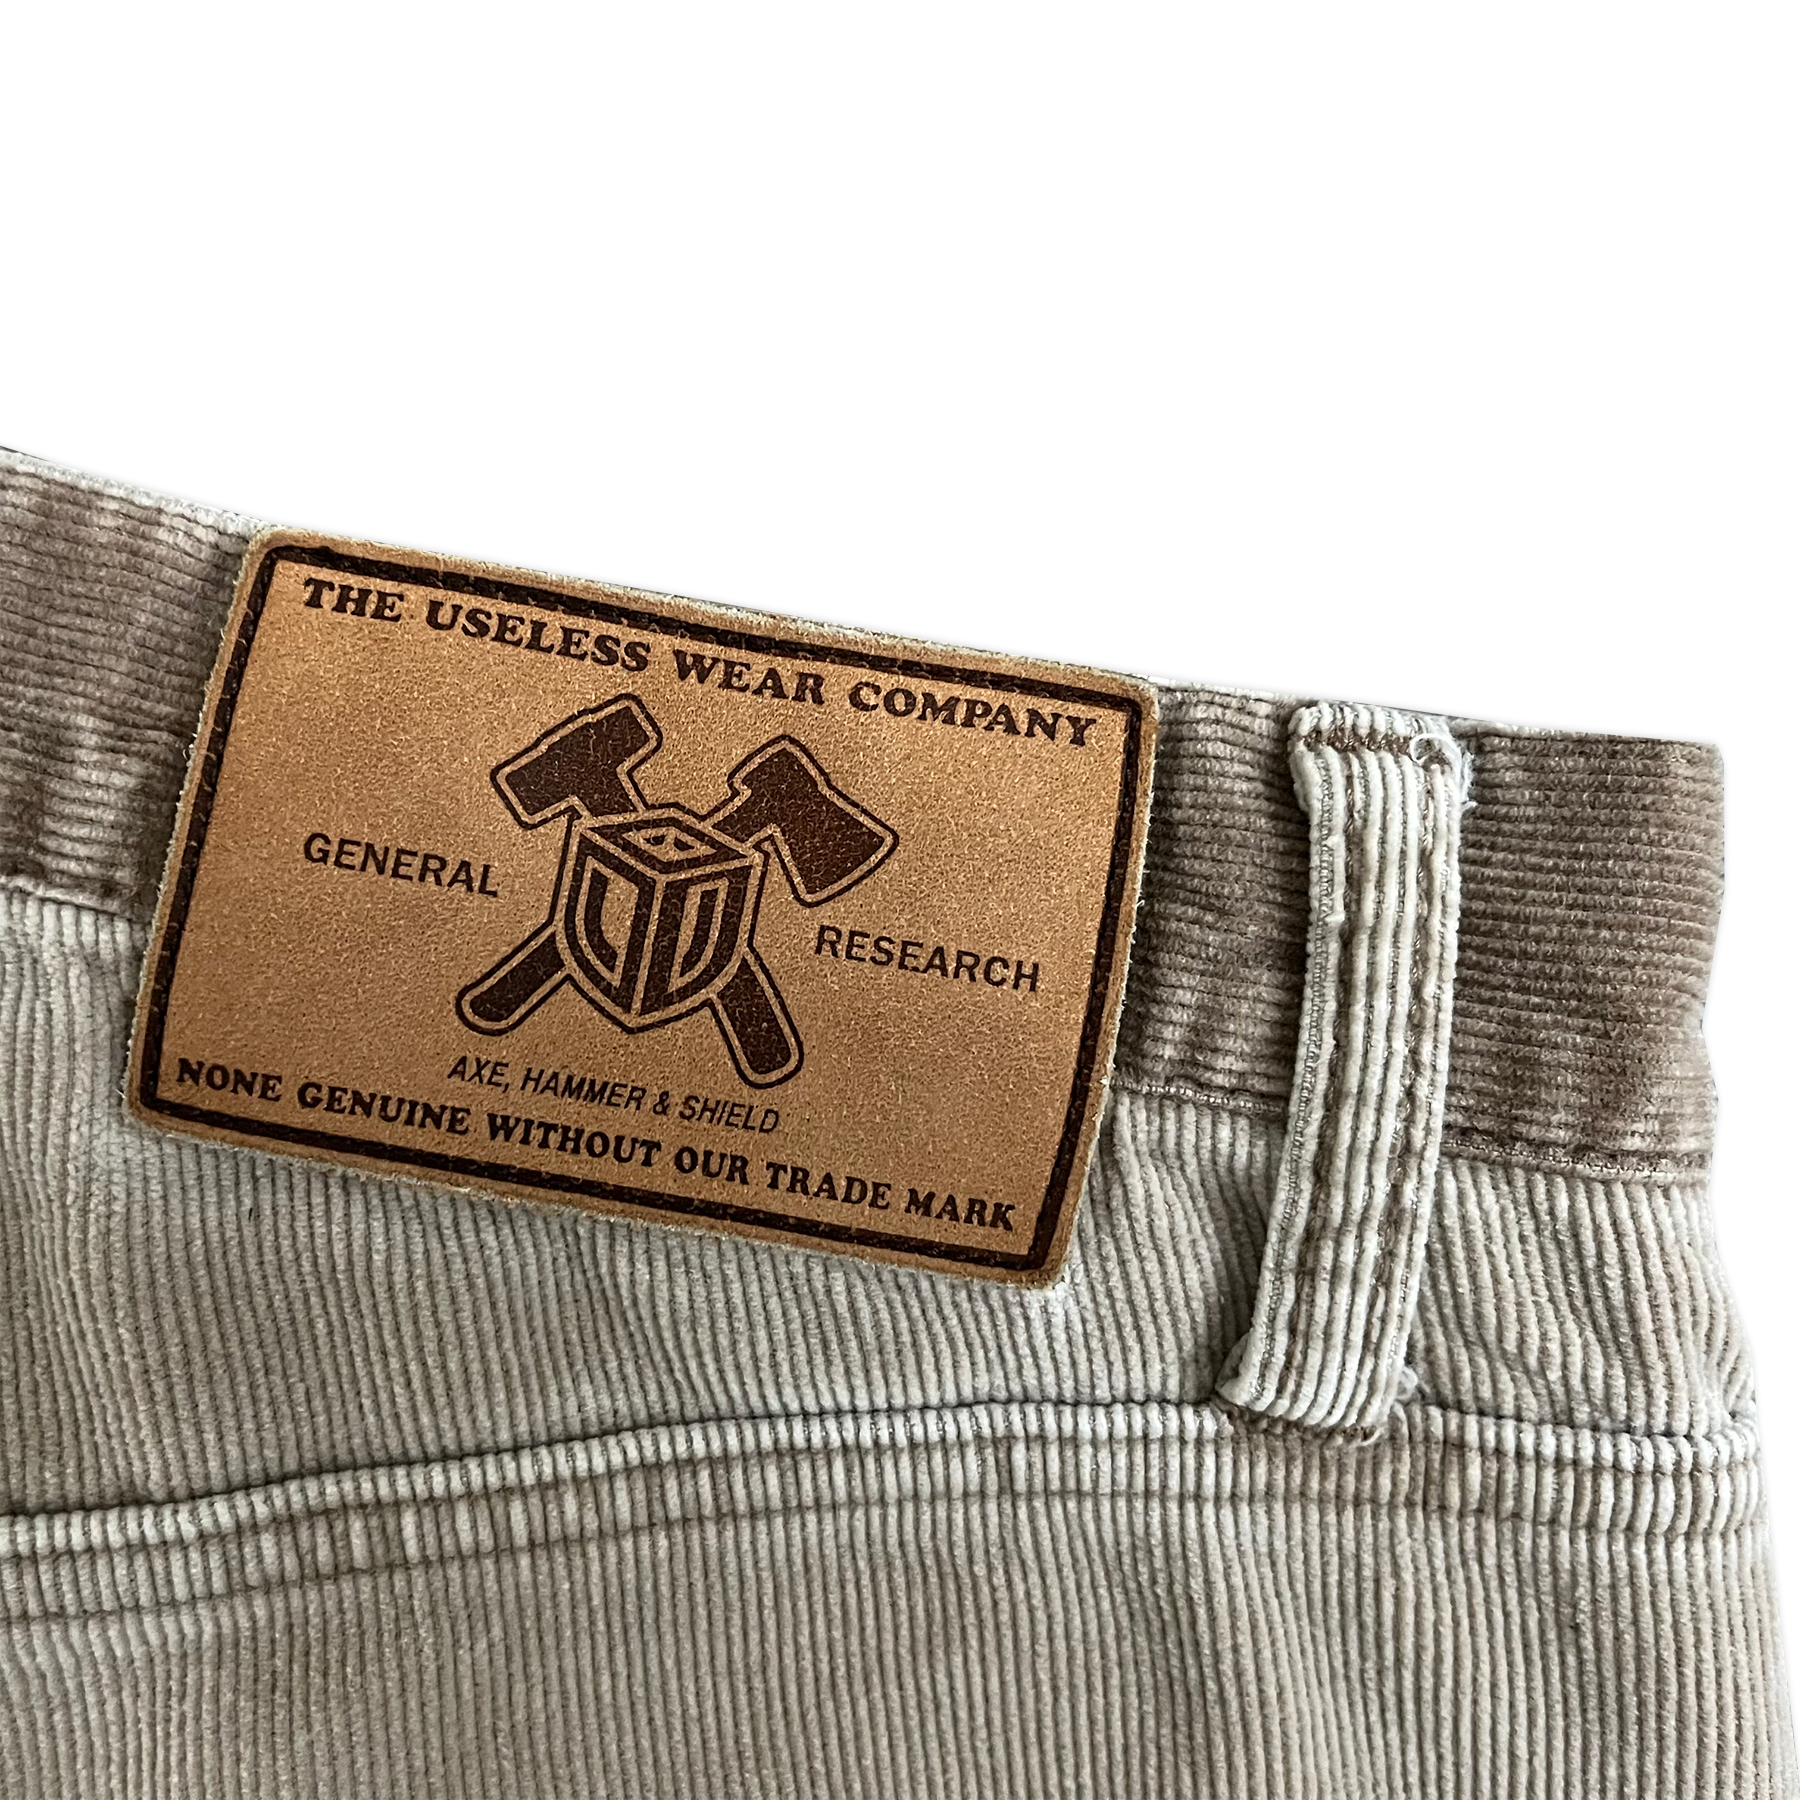 THE USELESS WEAR COMPANY
GENERAL
RESEARCH
AXE, HAMMER & SHIELD
NONE GENUINE WITHOUT OUR TRADE MARK